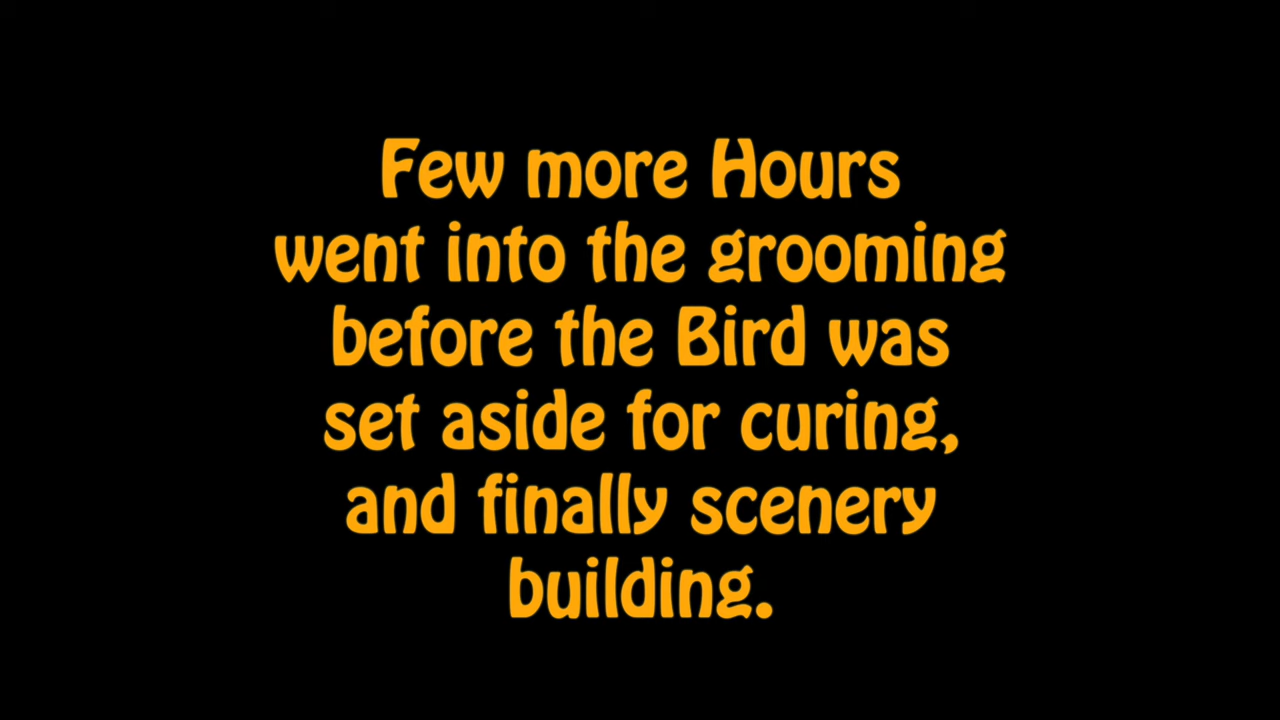 Few more Hours
went into the grooming
before the Bird was
set aside for curing,
and finally scenery
building.